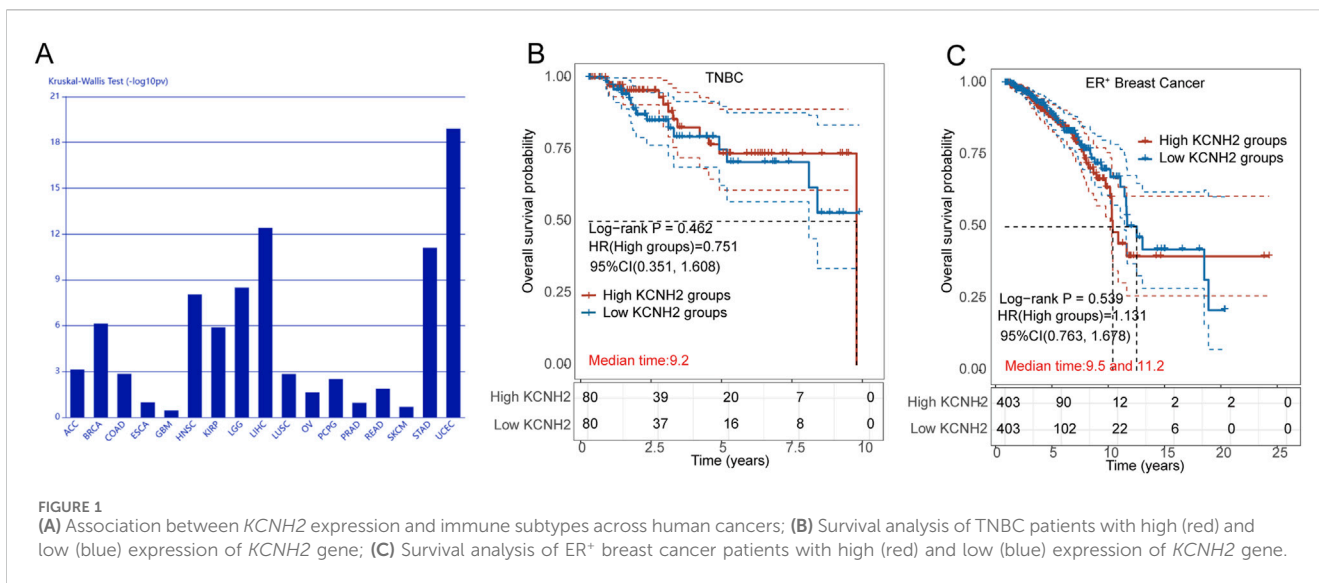 A
Kruskal-Wallis Test (-log10pv)
21
18
15
12
9
6
3
0
ACC BRCA COAD ESCA GBM HNSC KIRP LGG LIHC LUSC OV PCPG PRAD READ SKCM STAD UCEC
B
TNBC
Overall survival probability
1.00
0.75
0.50
0.25
0.00
Log-rank P = 0.462
HR(High groups)=0.751
95%CI(0.351, 1.608)
High KCNH2 groups
Low KCNH2 groups
Median time:9.2
High KCNH2 80 39 20 7 0
Low KCNH2 80 37 16 8 0
0 2.5 5 7.5 10
Time (years)
C
ER⁺ Breast Cancer
Overall survival probability
1.00
0.75
0.50
0.25
0.00
High KCNH2 groups
Low KCNH2 groups
Log-rank P = 0.539
HR(High groups)=1.131
95%CI(0.763, 1.678)
Median time:9.5 and 11.2
High KCNH2 403 90 12 2 2 0
Low KCNH2 403 102 22 6 0 0
0 5 10 15 20 25
Time (years)
FIGURE 1
(A) Association between KCNH2 expression and immune subtypes across human cancers; (B) Survival analysis of TNBC patients with high (red) and
low (blue) expression of KCNH2 gene; (C) Survival analysis of ER⁺ breast cancer patients with high (red) and low (blue) expression of KCNH2 gene.